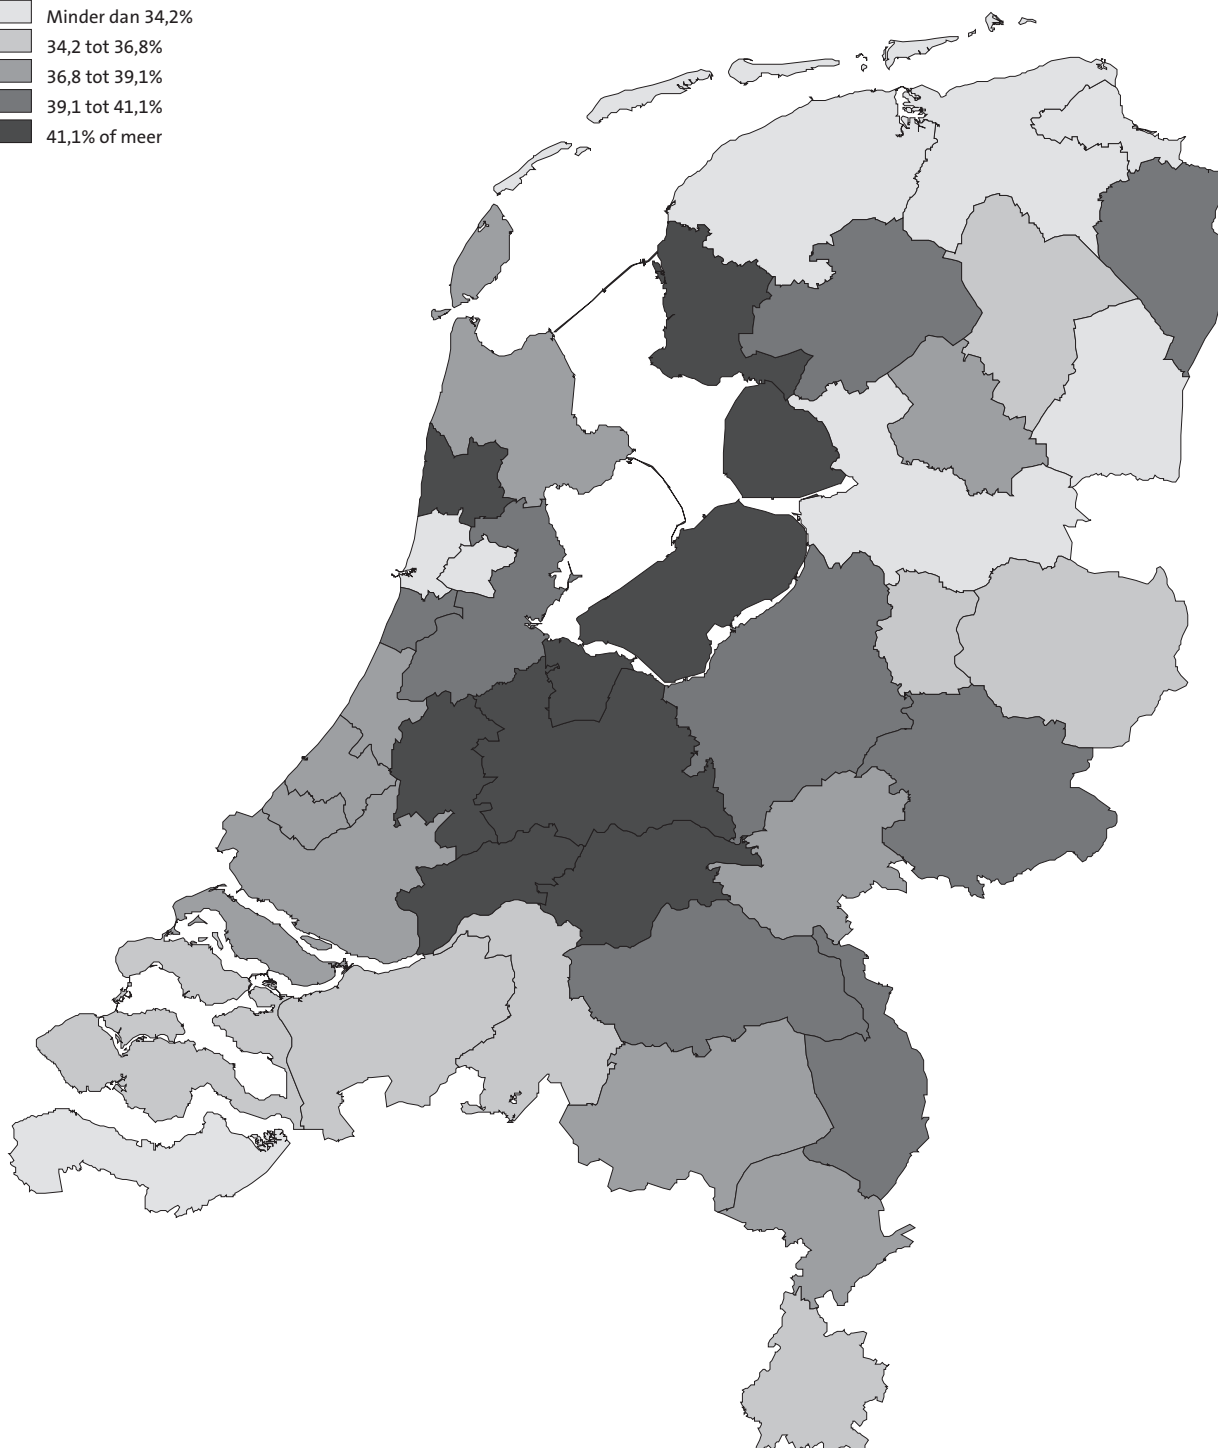 Minder dan 34,2%
34,2 tot 36,8%
36,8 tot 39,1%
39,1 tot 41,1%
41,1% of meer